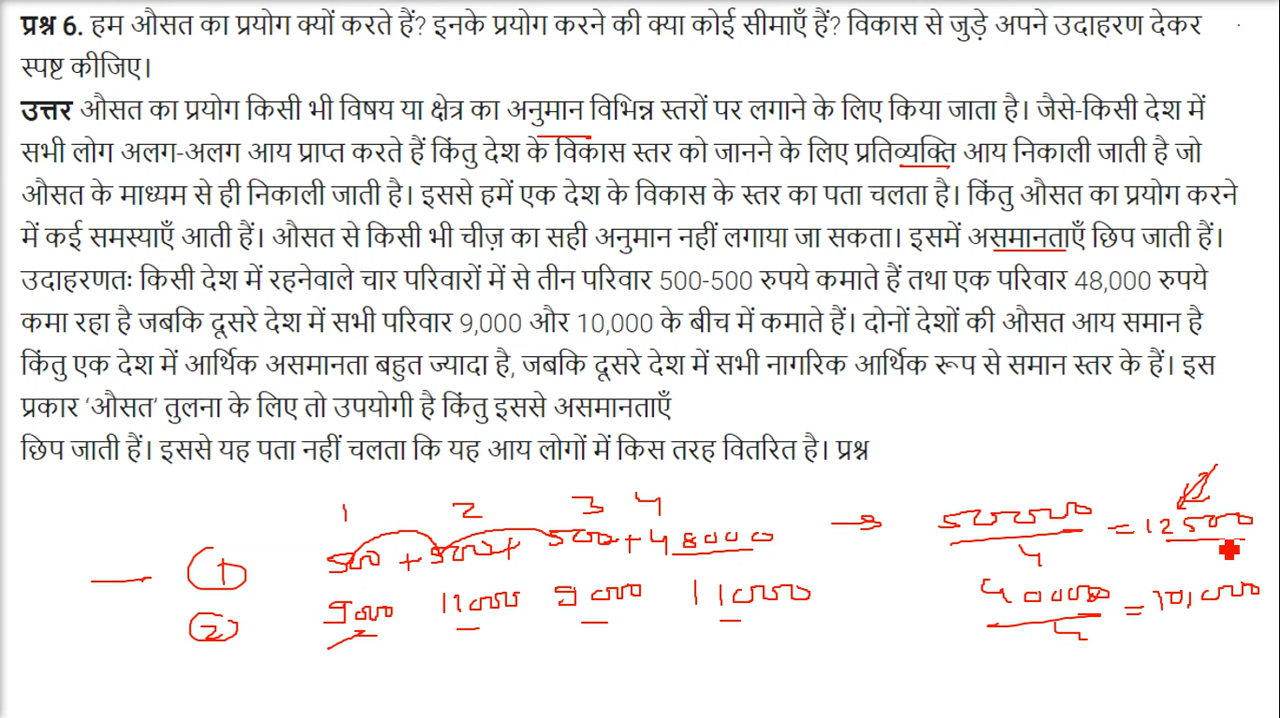 प्रश्न 6. हम औसत का प्रयोग क्यों करते हैं? इनके प्रयोग करने की क्या कोई सीमाएँ हैं? विकास से जुड़े अपने उदाहरण देकर
स्पष्ट कीजिए।
उत्तर औसत का प्रयोग किसी भी विषय या क्षेत्र का अनुमान विभिन्न स्तरों पर लगाने के लिए किया जाता है। जैसे-किसी देश में
सभी लोग अलग-अलग आय प्राप्त करते हैं किंतु देश के विकास स्तर को जानने के लिए प्रतिव्यक्ति आय निकाली जाती है जो
औसत के माध्यम से ही निकाली जाती है। इससे हमें एक देश के विकास के स्तर का पता चलता है। किंतु औसत का प्रयोग करने
में कई समस्याएँ आती हैं। औसत से किसी भी चीज़ का सही अनुमान नहीं लगाया जा सकता। इसमें असमानताएँ छिप जाती हैं।
उदाहरणतः किसी देश में रहनेवाले चार परिवारों में से तीन परिवार 500-500 रुपये कमाते हैं तथा एक परिवार 48,000 रुपये
कमा रहा है जबकि दूसरे देश में सभी परिवार 9,000 और 10,000 के बीच में कमाते हैं। दोनों देशों की औसत आय समान है
किंतु एक देश में आर्थिक असमानता बहुत ज्यादा है, जबकि दूसरे देश में सभी नागरिक आर्थिक रूप से समान स्तर के हैं। इस
प्रकार ‘औसत’ तुलना के लिए तो उपयोगी है किंतु इससे असमानताएँ
छिप जाती हैं। इससे यह पता नहीं चलता कि यह आय लोगों में किस तरह वितरित है। प्रश्न
1 2 3 4
1 500 + 500 + 500 + 48000 = 12500
4
2 9000 11000 9000 11000 40000 =
4